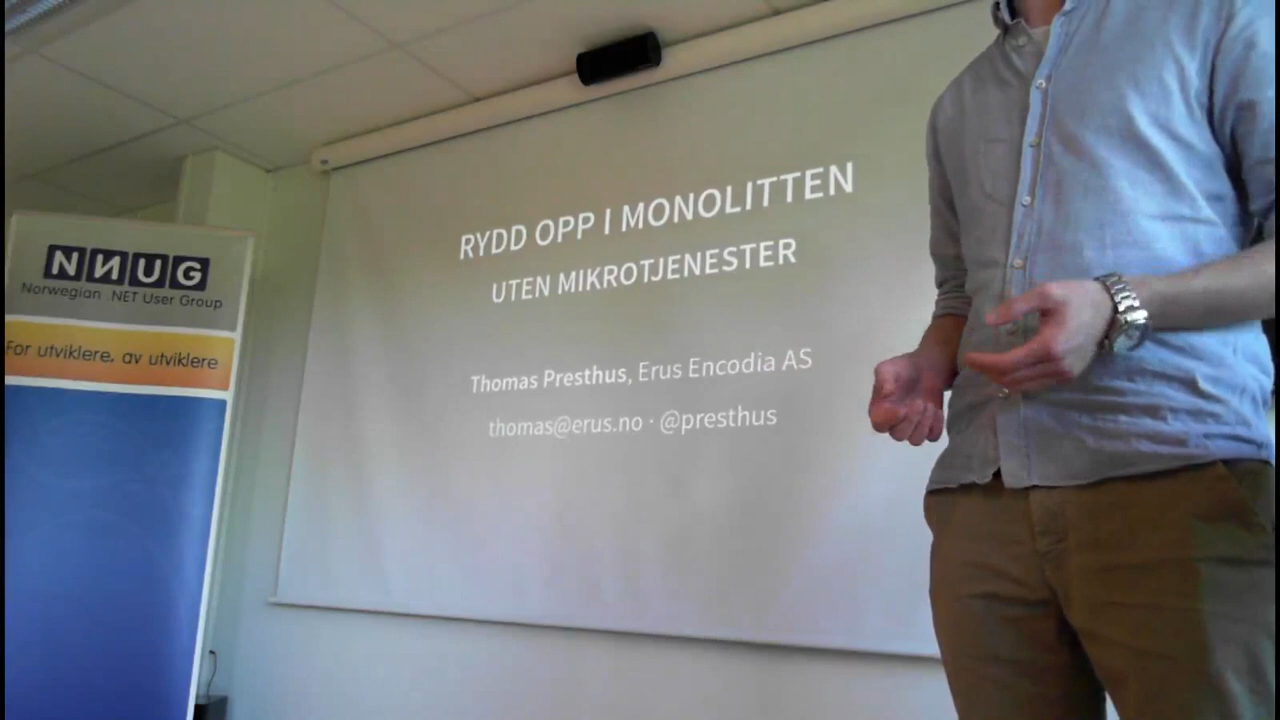 NNUG
Norwegian .NET User Group
For utviklere, av utviklere
RYDD OPP I MONOLITTEN
UTEN MIKROTJENESTER
Thomas Presthus, Erus Encodia AS
thomas@erus.no · @presthus